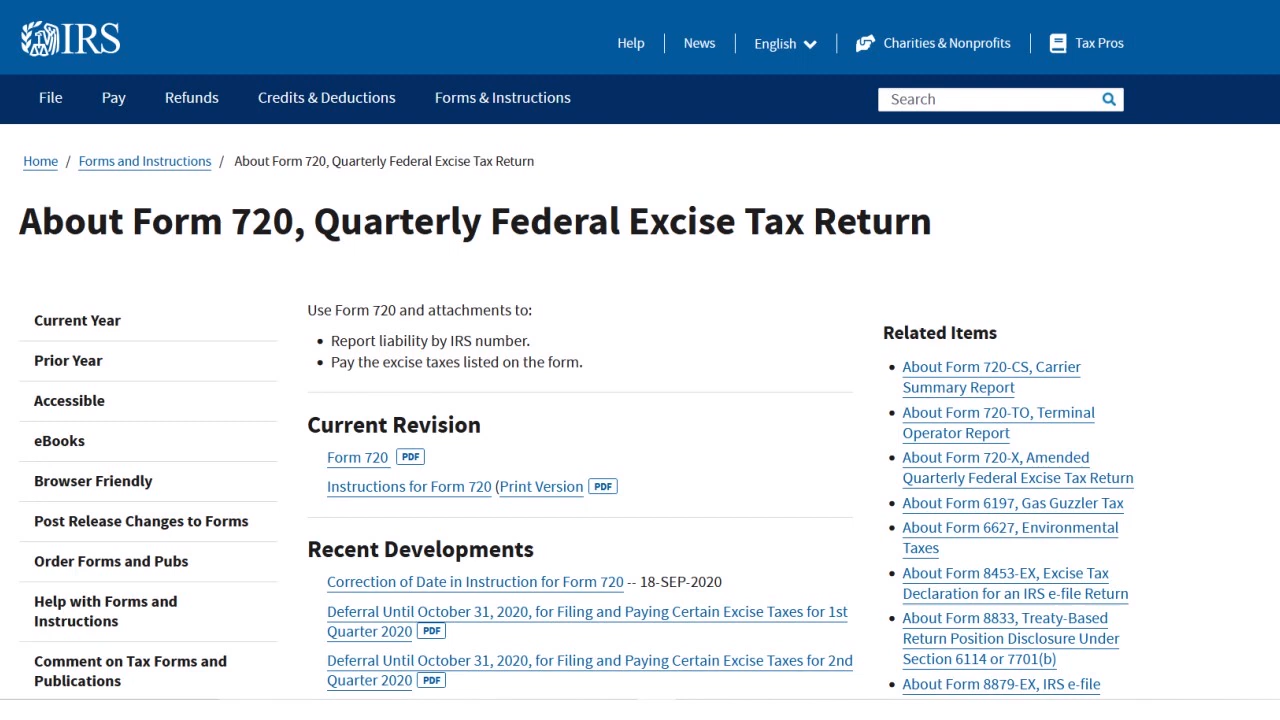 IRS
Help
News
English
Charities & Nonprofits
Tax Pros
File
Pay
Refunds
Credits & Deductions
Forms & Instructions
Search
Home / Forms and Instructions / About Form 720, Quarterly Federal Excise Tax Return
About Form 720, Quarterly Federal Excise Tax Return
Current Year
Prior Year
Accessible
eBooks
Browser Friendly
Post Release Changes to Forms
Order Forms and Pubs
Help with Forms and
Instructions
Comment on Tax Forms and
Publications
Use Form 720 and attachments to:
• Report liability by IRS number.
• Pay the excise taxes listed on the form.
Current Revision
Form 720 PDF
Instructions for Form 720 (Print Version PDF
Recent Developments
Correction of Date in Instruction for Form 720 -- 18-SEP-2020
Deferral Until October 31, 2020, for Filing and Paying Certain Excise Taxes for 1st
Quarter 2020 PDF
Deferral Until October 31, 2020, for Filing and Paying Certain Excise Taxes for 2nd
Quarter 2020 PDF
Related Items
• About Form 720-CS, Carrier
Summary Report
• About Form 720-TO, Terminal
Operator Report
• About Form 720-X, Amended
Quarterly Federal Excise Tax Return
• About Form 6197, Gas Guzzler Tax
• About Form 6627, Environmental
Taxes
• About Form 8453-EX, Excise Tax
Declaration for an IRS e-file Return
• About Form 8833, Treaty-Based
Return Position Disclosure Under
Section 6114 or 7701(b)
• About Form 8879-EX, IRS e-file